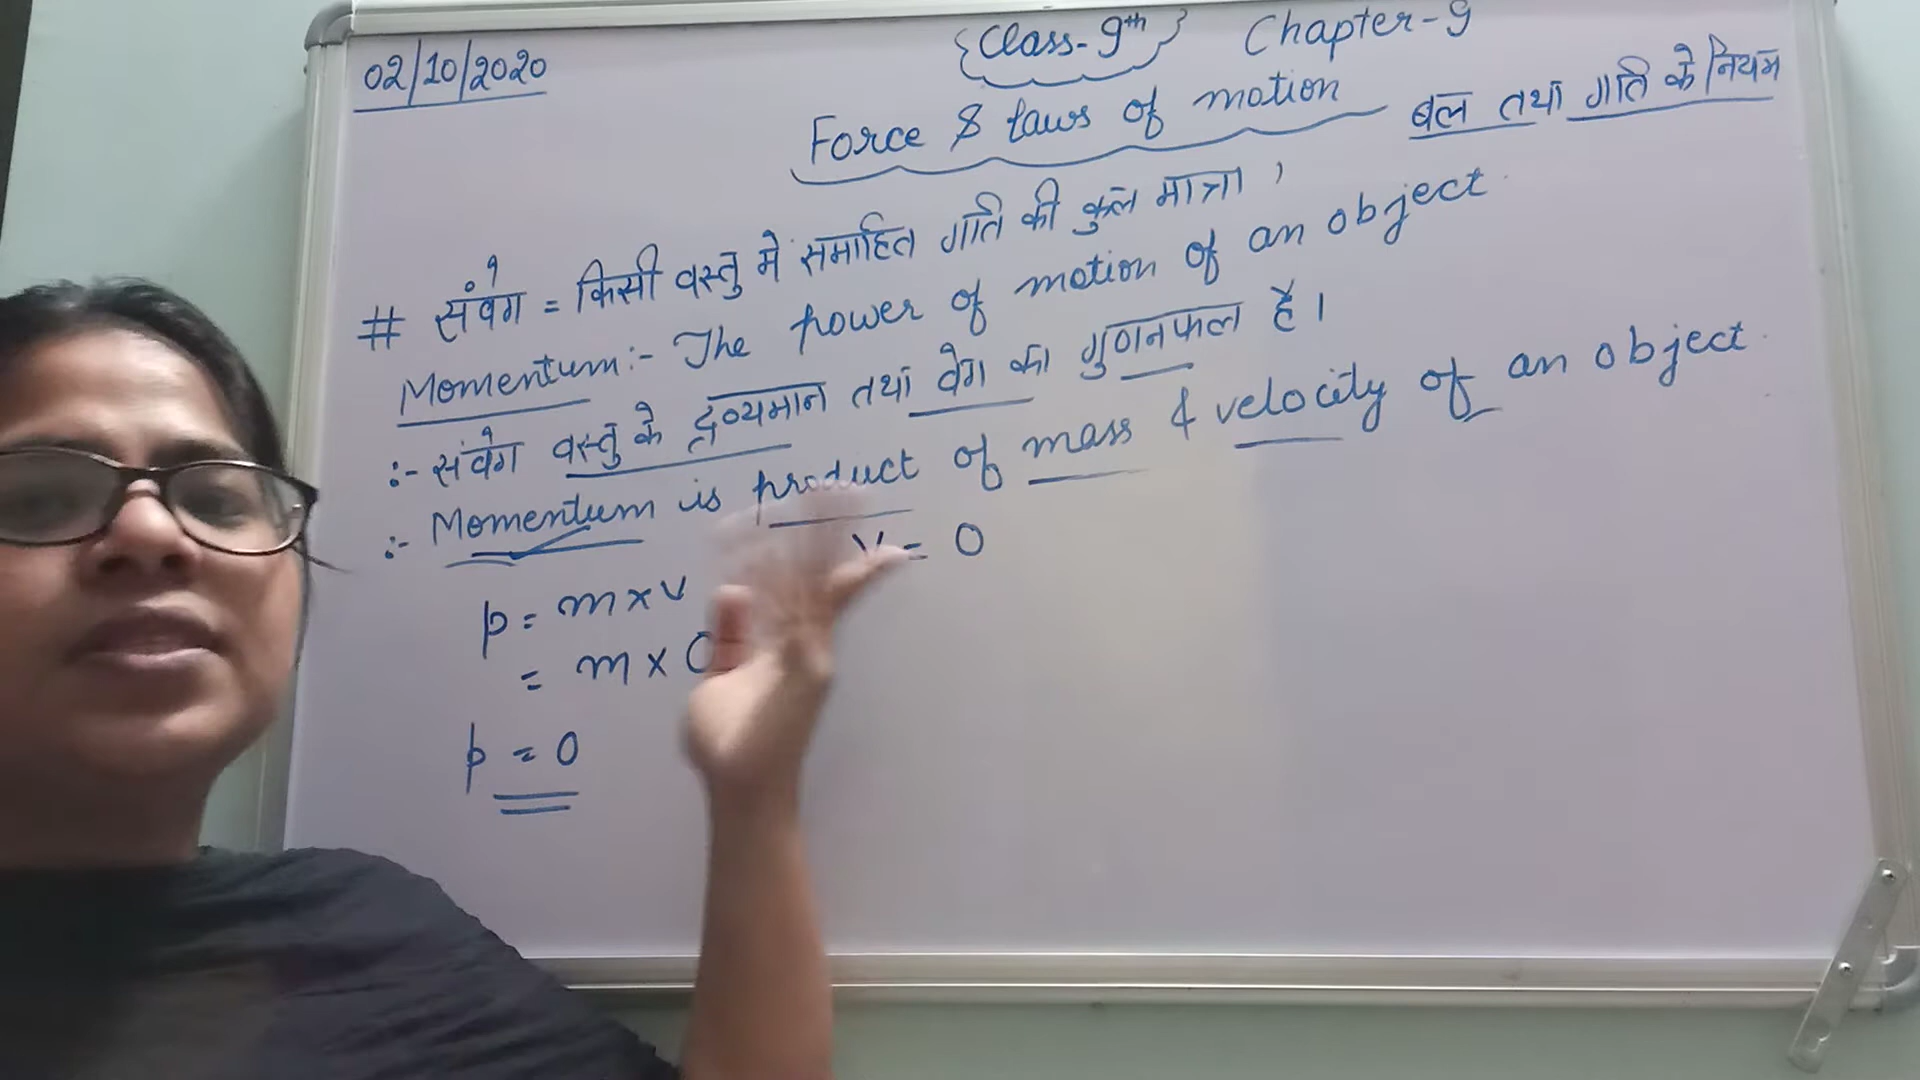 02/10/2020
{Class-9th} Chapter-9
Force & laws of motion बल तथा गति के नियम
# संवेग = किसी वस्तु में समाहित गति की कुल मात्रा ,
Momentum:- The power of motion of an object.
:- संवेग वस्तु के द्रव्यमान तथा वेग का गुणनफल है।
:- Momentum is product of mass & velocity of an object.
v = 0
p = m × v
= m × 0
p = 0